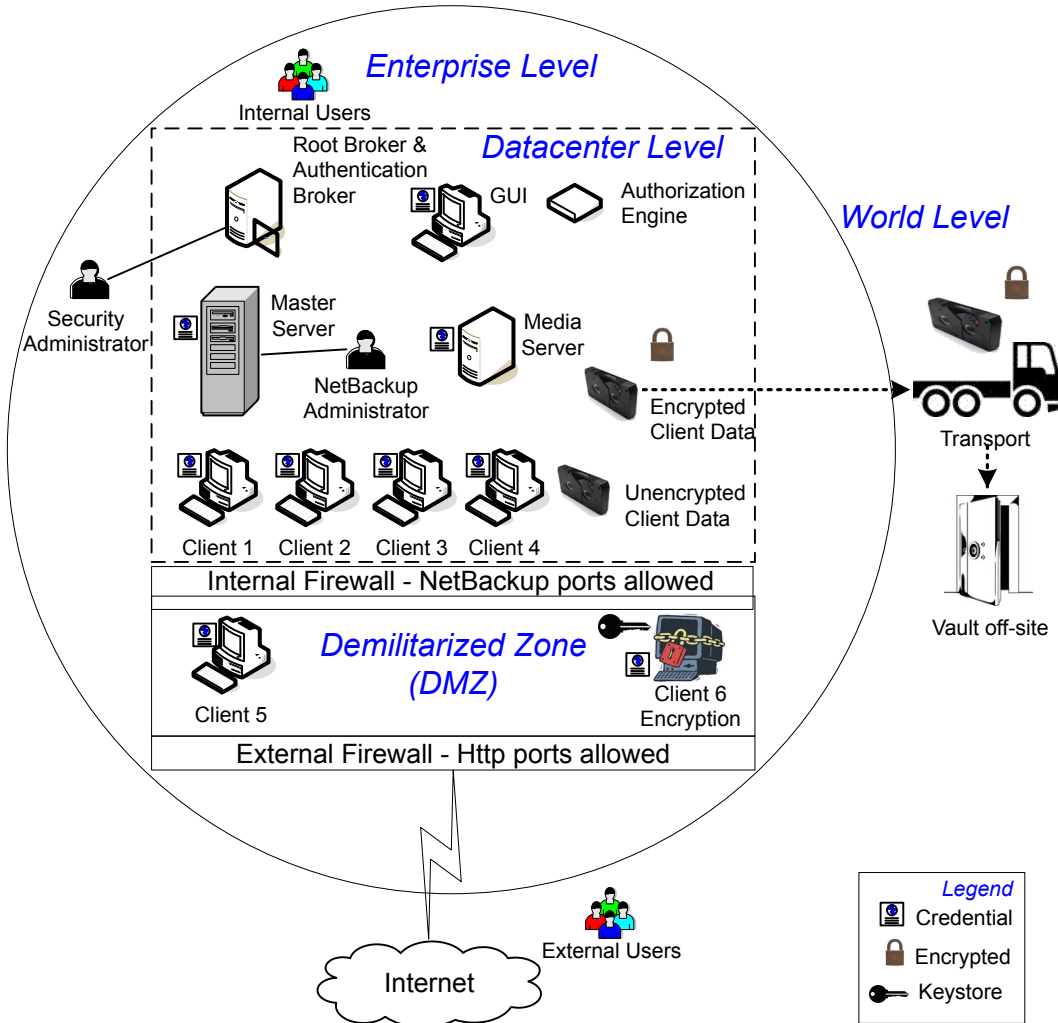 Enterprise Level
Internal Users
Datacenter Level
Root Broker &
Authentication
Broker
GUI
Authorization
Engine
World Level
Security
Administrator
Master
Server
NetBackup
Administrator
Media
Server
Encrypted
Client Data
Transport
Unencrypted
Client Data
Client 1
Client 2
Client 3
Client 4
Vault off-site
Internal Firewall - NetBackup ports allowed
Demilitarized Zone
(DMZ)
Client 5
Client 6
Encryption
External Firewall - Http ports allowed
External Users
Internet
Legend
Credential
Encrypted
Keystore